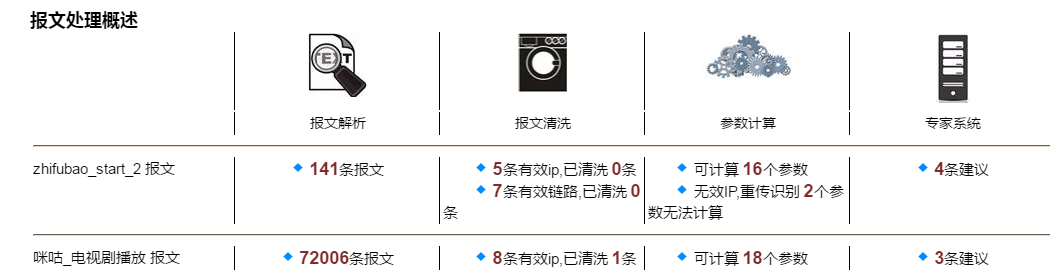 报文处理概述
TEXT
报文解析 报文清洗 参数计算 专家系统
zhifubao_start_2 报文 141条报文 5条有效ip,已清洗 0条 可计算 16个参数 4条建议
7条有效链路,已清洗 0 无效IP,重传识别 2个参
条 数无法计算
咪咕_电视剧播放 报文 72006条报文 8条有效ip,已清洗 1条 可计算 18个参数 3条建议